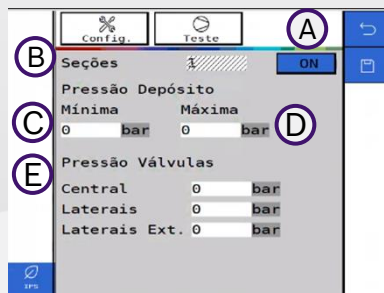 Config. Teste A
B Seções 1 ON
Pressão Depósito
Mínima Máxima
C 0 bar 0 bar D
E Pressão Válvulas
Central 0 bar
Laterais 0 bar
Laterais Ext. 0 bar
IPS